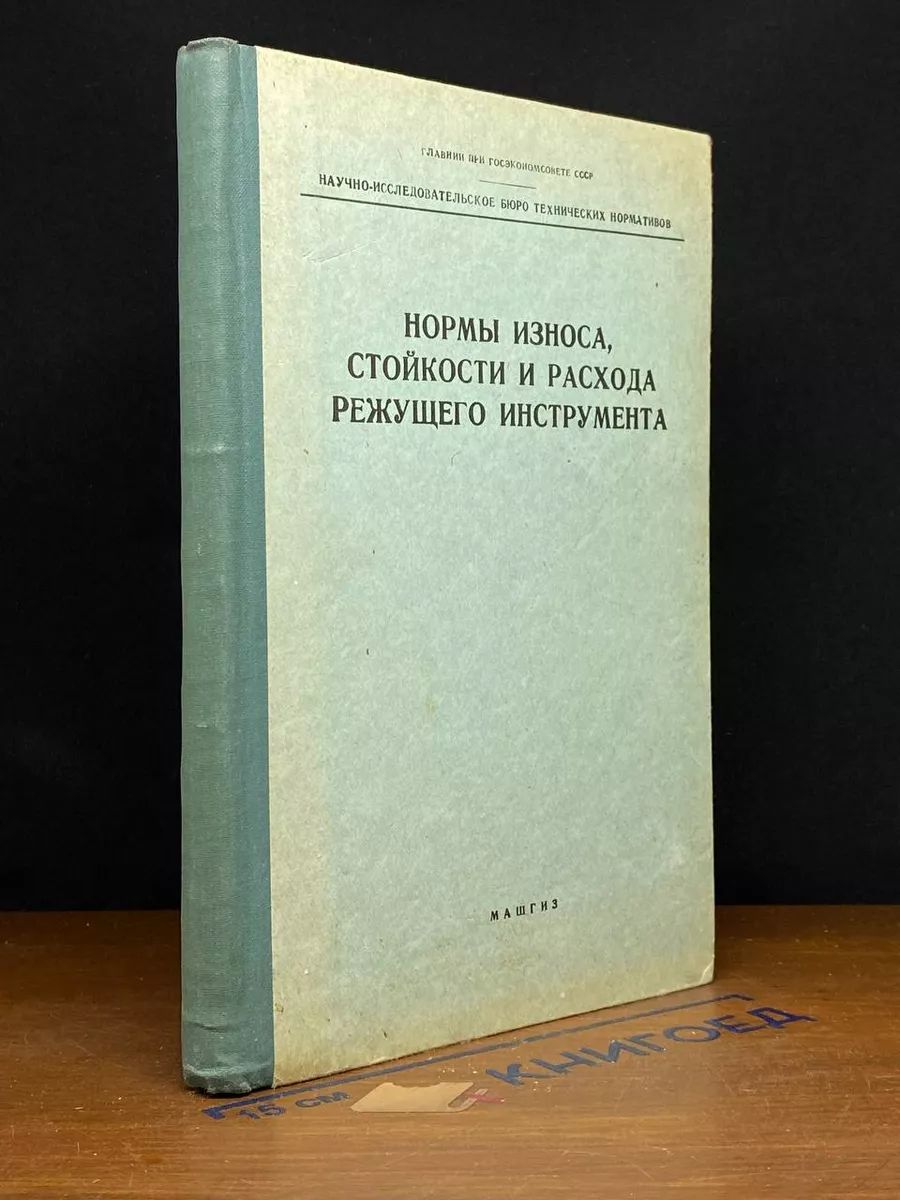 ГЛАВНИИ ПРИ ГОСЭКОНОМСОВЕТЕ СССР
НАУЧНО-ИССЛЕДОВАТЕЛЬСКОЕ БЮРО ТЕХНИЧЕСКИХ НОРМАТИВОВ
НОРМЫ ИЗНОСА,
СТОЙКОСТИ И РАСХОДА
РЕЖУЩЕГО ИНСТРУМЕНТА
МАШГИЗ
15 СМ
КНИГОЕД